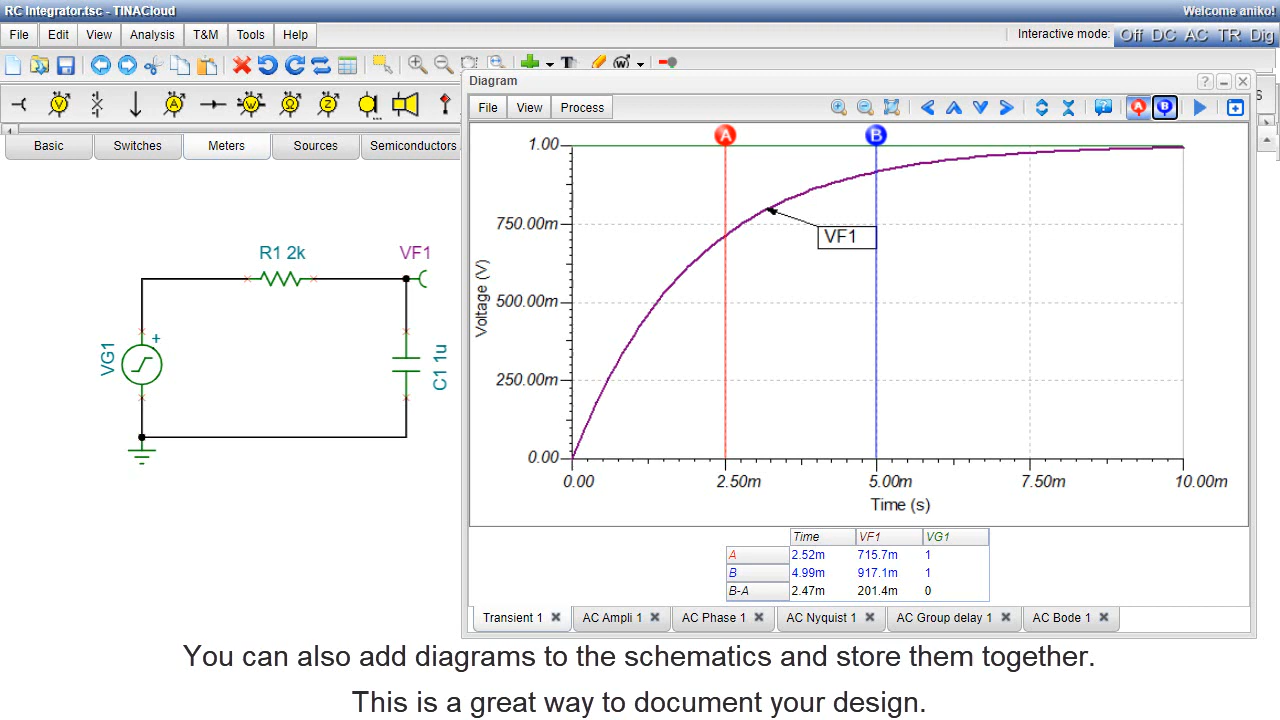 RC Integrator.tsc - TINACloud Welcome aniko!
File Edit View Analysis T&M Tools Help Interactive mode: Off DC AC TR Dig
Diagram
File View Process
Basic Switches Meters Sources Semiconductors
A B
1.00
750.00m
500.00m
250.00m
0.00
Voltage (V)
VF1
0.00 2.50m 5.00m 7.50m 10.00m
Time (s)
R1 2k VF1
VG1
+
C1 1u
Time VF1 VG1
A 2.52m 715.7m 1
B 4.99m 917.1m 1
B-A 2.47m 201.4m 0
Transient 1 AC Ampli 1 AC Phase 1 AC Nyquist 1 AC Group delay 1 AC Bode 1
You can also add diagrams to the schematics and store them together.
This is a great way to document your design.